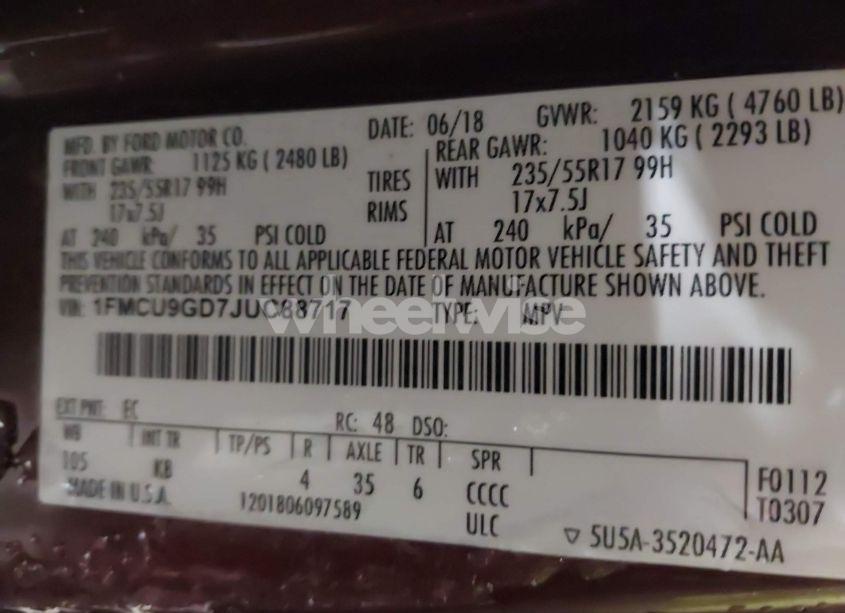 MFD. BY FORD MOTOR CO.
DATE: 06/18 GVWR: 2159 KG ( 4760 LB)
FRONT GAWR: 1125 KG ( 2480 LB) REAR GAWR: 1040 KG ( 2293 LB)
WITH 235/55R17 99H TIRES WITH 235/55R17 99H
17x7.5J RIMS 17x7.5J
AT 240 kPa/ 35 PSI COLD AT 240 kPa/ 35 PSI COLD
THIS VEHICLE CONFORMS TO ALL APPLICABLE FEDERAL MOTOR VEHICLE SAFETY AND THEFT
PREVENTION STANDARDS IN EFFECT ON THE DATE OF MANUFACTURE SHOWN ABOVE.
VIN: 1FMCU9GD7JUC88717 TYPE: MPV
wheelwise
EXT PNT: EC RC: 48 DSO:
WB INT TR TP/PS R AXLE TR SPR
105 KB 4 35 6 CCCC F0112
MADE IN U.S.A. 1201806097589 ULC T0307
▽ 5U5A-3520472-AA